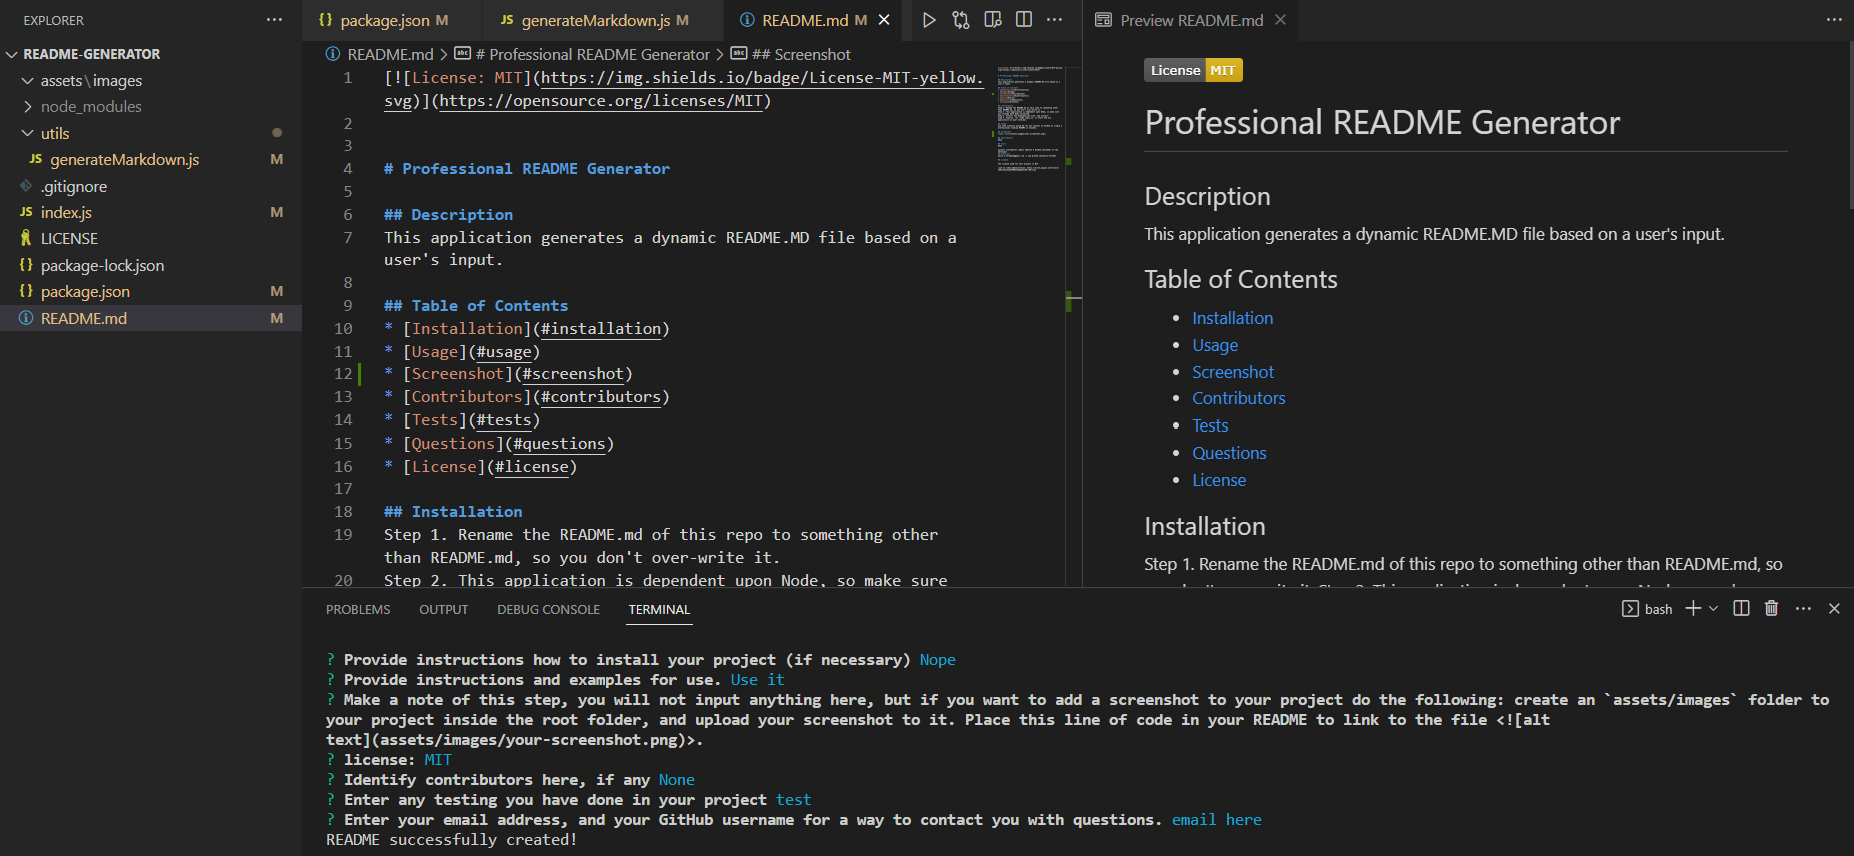 EXPLORER
README-GENERATOR
assets\images
node_modules
utils
JS generateMarkdown.js M
.gitignore
JS index.js M
LICENSE
{} package-lock.json
{} package.json M
README.md M
{} package.json M
JS generateMarkdown.js M
README.md M
README.md > # Professional README Generator > ## Screenshot
1 [![License: MIT](https://img.shields.io/badge/License-MIT-yellow.
svg)](https://opensource.org/licenses/MIT)
2
3
4 # Professional README Generator
5
6 ## Description
7 This application generates a dynamic README.MD file based on a
user's input.
8
9 ## Table of Contents
10 * [Installation](#installation)
11 * [Usage](#usage)
12 * [Screenshot](#screenshot)
13 * [Contributors](#contributors)
14 * [Tests](#tests)
15 * [Questions](#questions)
16 * [License](#license)
17
18 ## Installation
19 Step 1. Rename the README.md of this repo to something other
than README.md, so you don't over-write it.
20 Step 2. This application is dependent upon Node, so make sure
Preview README.md
License MIT
Professional README Generator
Description
This application generates a dynamic README.MD file based on a user's input.
Table of Contents
• Installation
• Usage
• Screenshot
• Contributors
• Tests
• Questions
• License
Installation
Step 1. Rename the README.md of this repo to something other than README.md, so
PROBLEMS
OUTPUT
DEBUG CONSOLE
TERMINAL
bash
? Provide instructions how to install your project (if necessary) Nope
? Provide instructions and examples for use. Use it
? Make a note of this step, you will not input anything here, but if you want to add a screenshot to your project do the following: create an `assets/images` folder to
your project inside the root folder, and upload your screenshot to it. Place this line of code in your README to link to the file <![alt
text](assets/images/your-screenshot.png)>.
? license: MIT
? Identify contributors here, if any None
? Enter any testing you have done in your project test
? Enter your email address, and your GitHub username for a way to contact you with questions. email here
README successfully created!